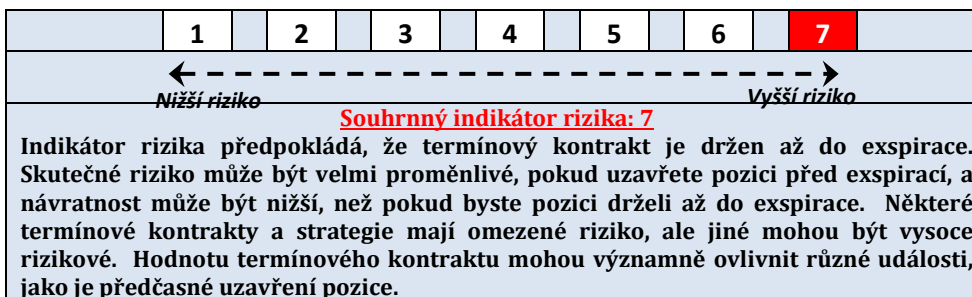 1 2 3 4 5 6 7
Nižší riziko Vyšší riziko
Souhrnný indikátor rizika: 7
Indikátor rizika předpokládá, že termínový kontrakt je držen až do exspirace.
Skutečné riziko může být velmi proměnlivé, pokud uzavřete pozici před exspirací, a
návratnost může být nižší, než pokud byste pozici drželi až do exspirace. Některé
termínové kontrakty a strategie mají omezené riziko, ale jiné mohou být vysoce
rizikové. Hodnotu termínového kontraktu mohou významně ovlivnit různé události,
jako je předčasné uzavření pozice.